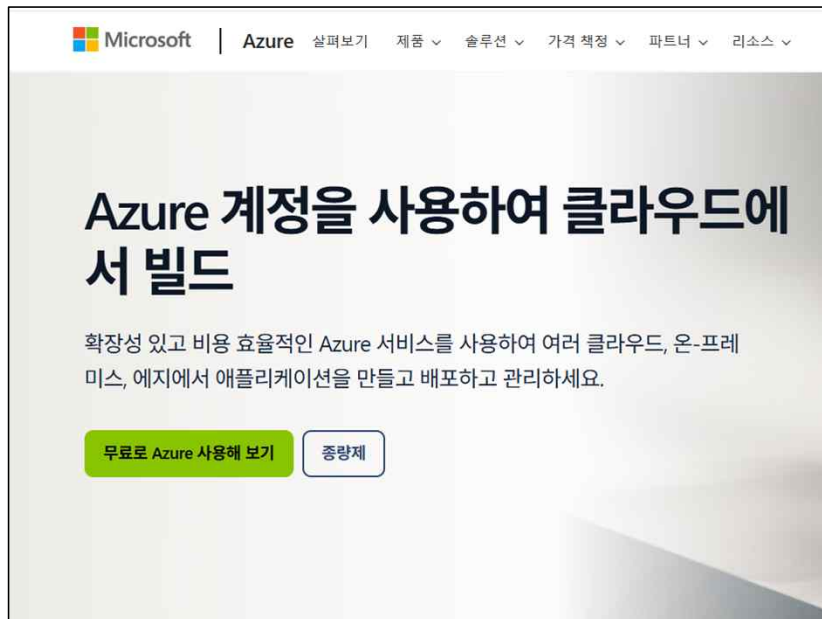 Microsoft | Azure 살펴보기 제품 솔루션 가격 책정 파트너 리소스
Azure 계정을 사용하여 클라우드에
서 빌드
확장성 있고 비용 효율적인 Azure 서비스를 사용하여 여러 클라우드, 온-프레
미스, 에지에서 애플리케이션을 만들고 배포하고 관리하세요.
무료로 Azure 사용해 보기 종량제